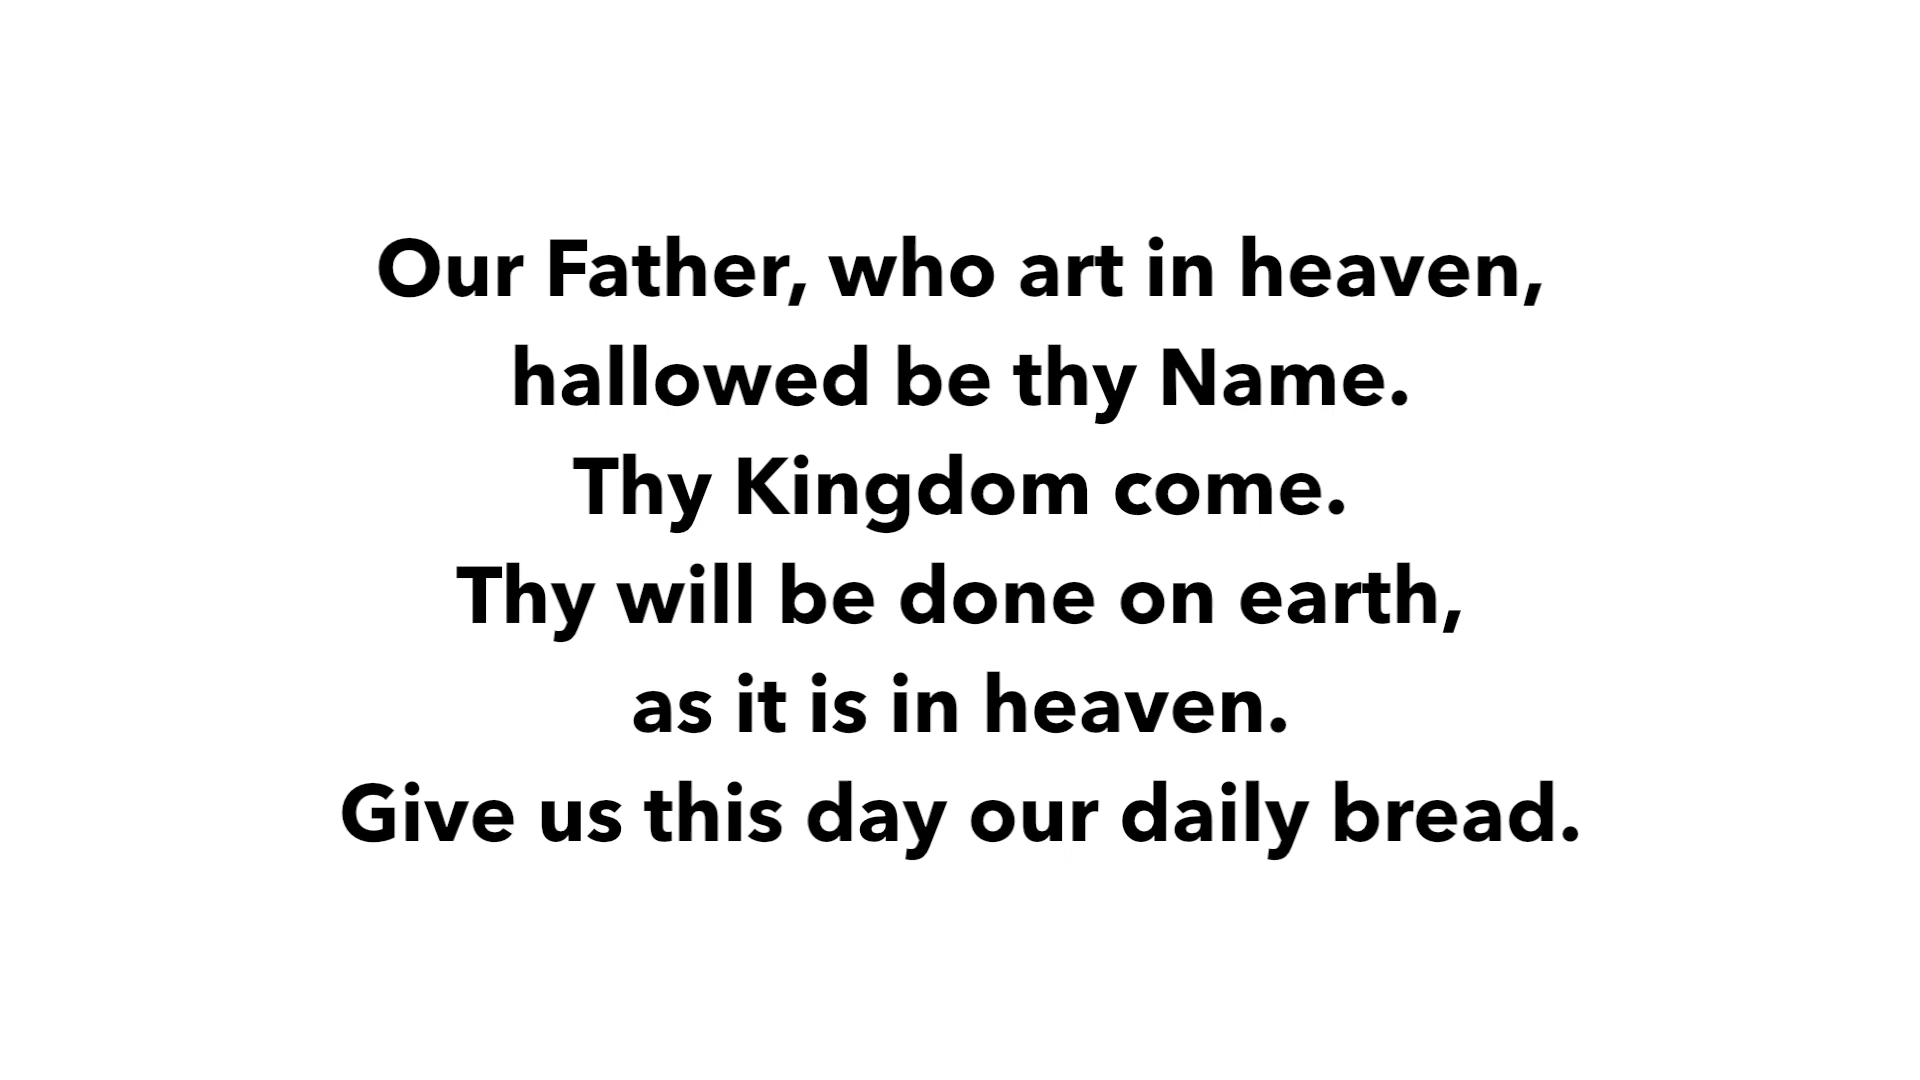 Our Father, who art in heaven,
hallowed be thy Name.
Thy Kingdom come.
Thy will be done on earth,
as it is in heaven.
Give us this day our daily bread.